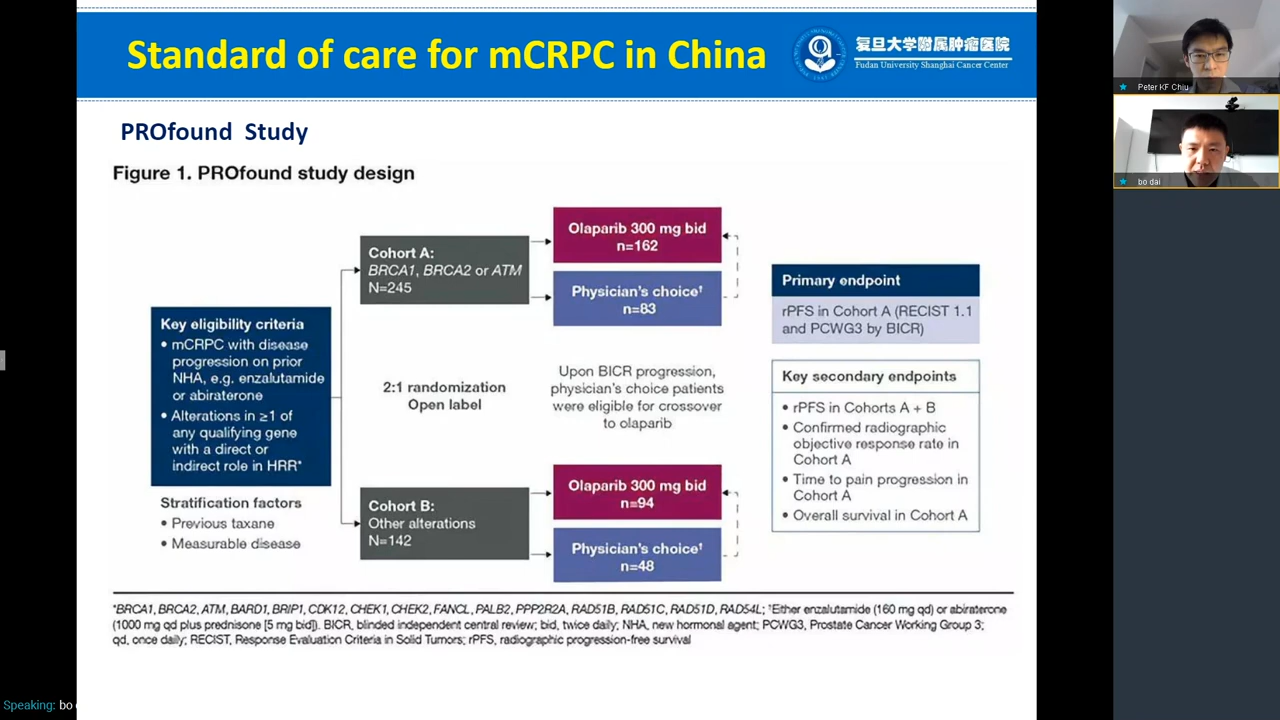 Standard of care for mCRPC in China
复旦大学附属肿瘤医院
Fudan University Shanghai Cancer Center
PROfound Study
Figure 1. PROfound study design
Key eligibility criteria
• mCRPC with disease
progression on prior
NHA, e.g. enzalutamide
or abiraterone
• Alterations in ≥1 of
any qualifying gene
with a direct or
indirect role in HRR*
Stratification factors
• Previous taxane
• Measurable disease
Cohort A:
BRCA1, BRCA2 or ATM
N=245
2:1 randomization
Open label
Cohort B:
Other alterations
N=142
Olaparib 300 mg bid
n=162
Physician's choice†
n=83
Upon BICR progression,
physician's choice patients
were eligible for crossover
to olaparib
Olaparib 300 mg bid
n=94
Physician's choice†
n=48
Primary endpoint
rPFS in Cohort A (RECIST 1.1
and PCWG3 by BICR)
Key secondary endpoints
• rPFS in Cohorts A + B
• Confirmed radiographic
objective response rate in
Cohort A
• Time to pain progression in
Cohort A
• Overall survival in Cohort A
*BRCA1, BRCA2, ATM, BARD1, BRIP1, CDK12, CHEK1, CHEK2, FANCL, PALB2, PPP2R2A, RAD51B, RAD51C, RAD51D, RAD54L; †Either enzalutamide (160 mg qd) or abiraterone
(1000 mg qd plus prednisone [5 mg bid]). BICR, blinded independent central review; bid, twice daily; NHA, new hormonal agent; PCWG3, Prostate Cancer Working Group 3;
qd, once daily; RECIST, Response Evaluation Criteria in Solid Tumors; rPFS, radiographic progression-free survival
Peter KF Chiu
bo dai
Speaking: bo